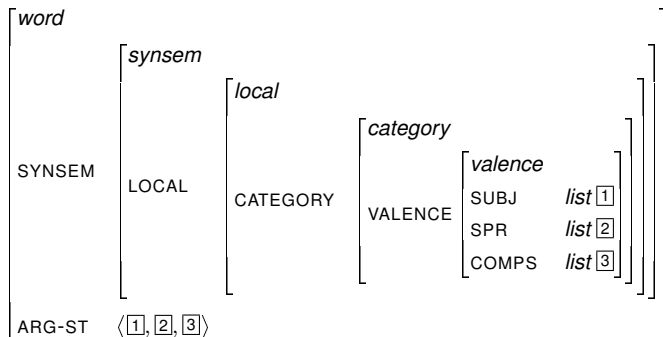 word
synsem
local
category
valence
SYNSEM LOCAL CATEGORY VALENCE SUBJ list 1
SPR list 2
COMPS list 3
ARG-ST ⟨1, 2, 3⟩